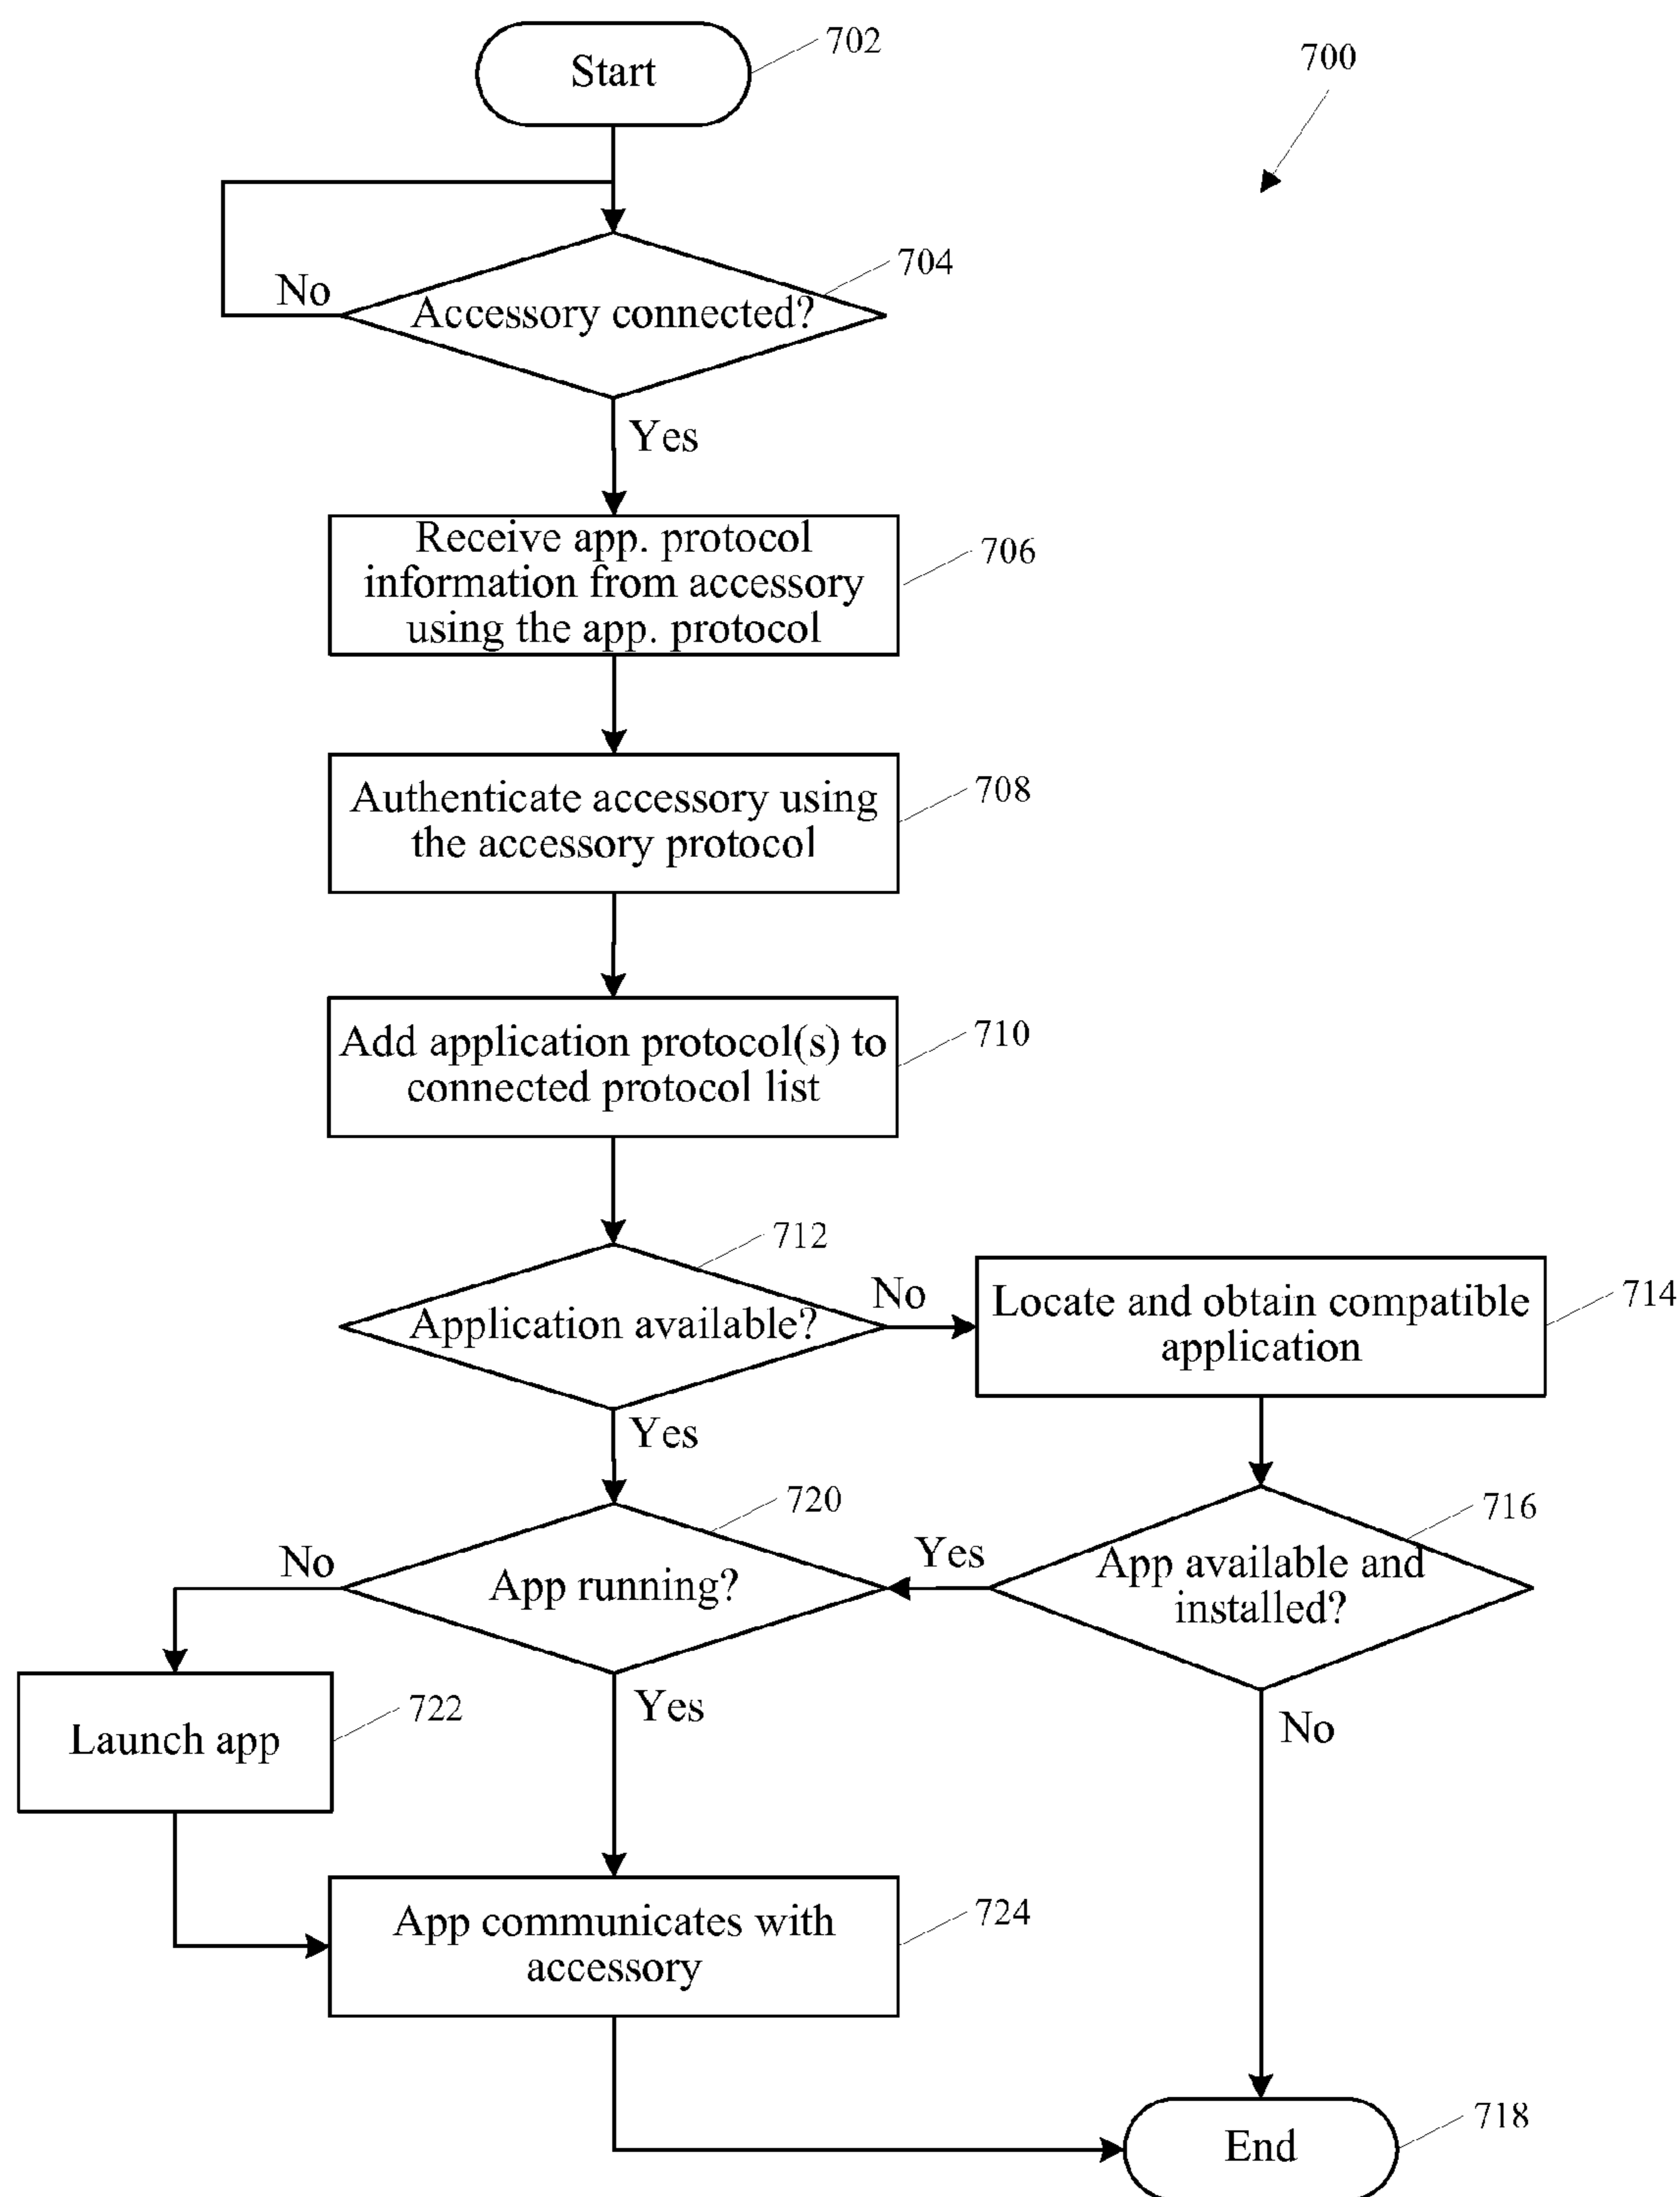 Start
702
700
704
No
Accessory connected?
Yes
Receive app. protocol
information from accessory
using the app. protocol
706
Authenticate accessory using
the accessory protocol
708
Add application protocol(s) to
connected protocol list
710
712
Application available?
No
Locate and obtain compatible
application
714
Yes
720
716
No
App running?
Yes
App available and
installed?
Launch app
722
Yes
No
App communicates with
accessory
724
End
718